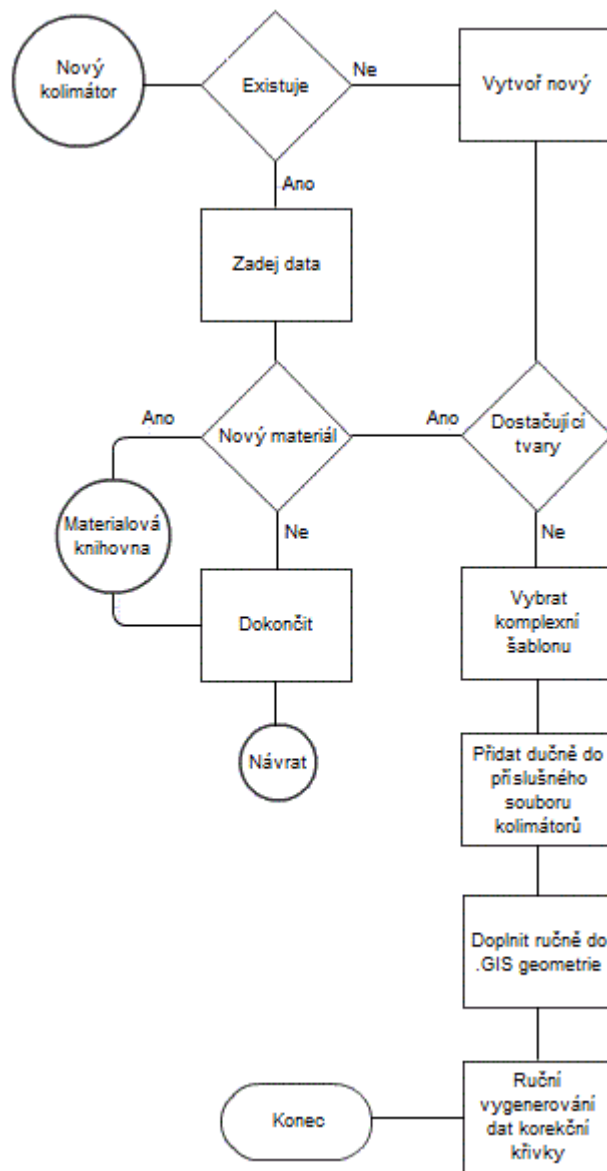 Nový
kolimátor
Existuje
Ne
Vytvoř nový
Ano
Zadej data
Ano
Nový materiál
Ano
Dostačující
tvary
Materialová
knihovna
Ne
Ne
Dokončit
Vybrat
komplexní
šablonu
Návrat
Přidat dučně do
příslušného
souboru
kolimátorů
Doplnit ručně do
.GIS geometrie
Konec
Ruční
vygenerování
dat korekční
křivky